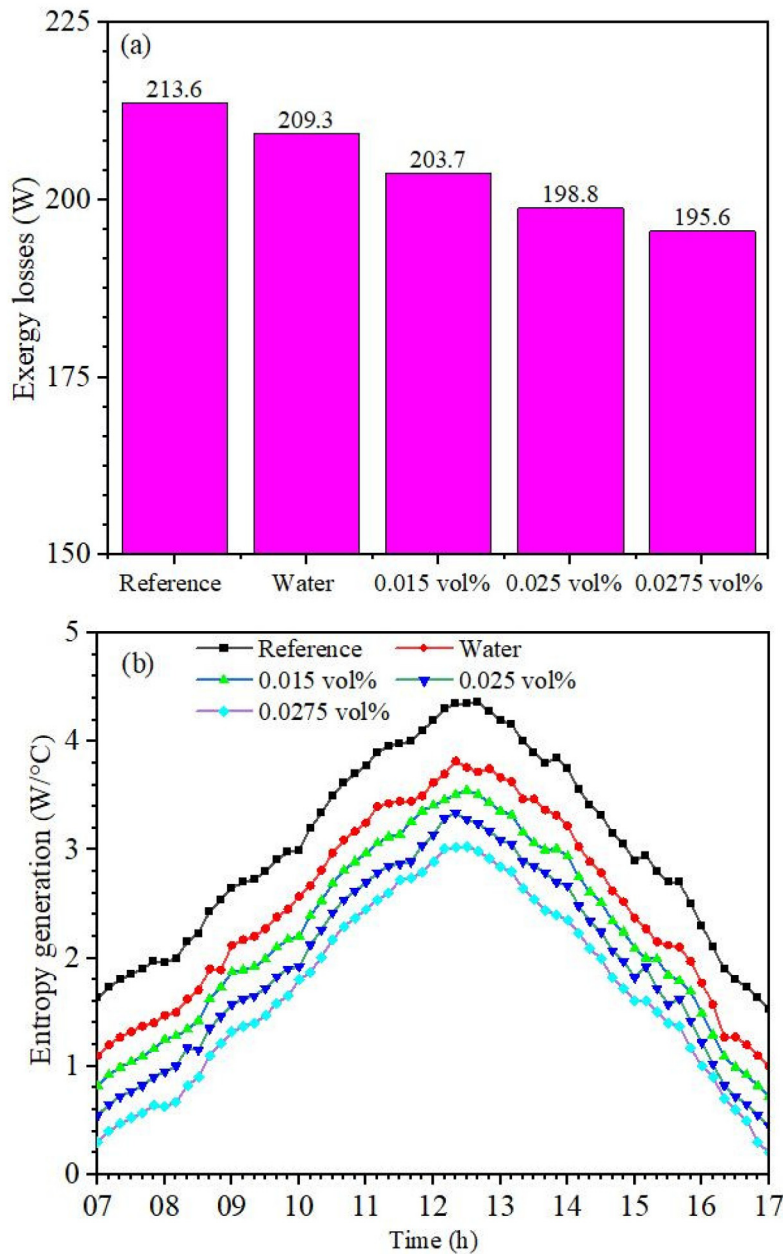 (a)
225
200
175
150
Exergy losses (W)
213.6
209.3
203.7
198.8
195.6
Reference Water 0.015 vol% 0.025 vol% 0.0275 vol%
(b)
Reference Water
0.015 vol% 0.025 vol%
0.0275 vol%
5
4
3
2
1
0
Entropy generation (W/°C)
07 08 09 10 11 12 13 14 15 16 17
Time (h)